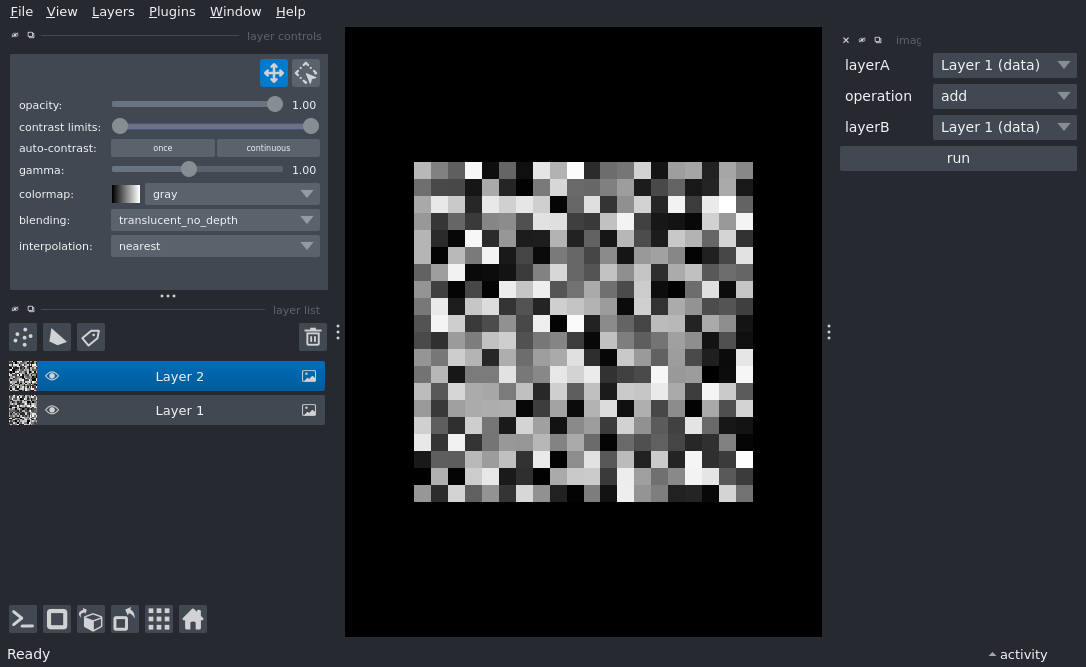 File View Layers Plugins Window Help
layer controls
opacity: 1.00
contrast limits:
auto-contrast: once continuous
gamma: 1.00
colormap: gray
blending: translucent_no_depth
interpolation: nearest
layer list
Layer 2
Layer 1
imag
layerA Layer 1 (data)
operation add
layerB Layer 1 (data)
run
Ready
activity